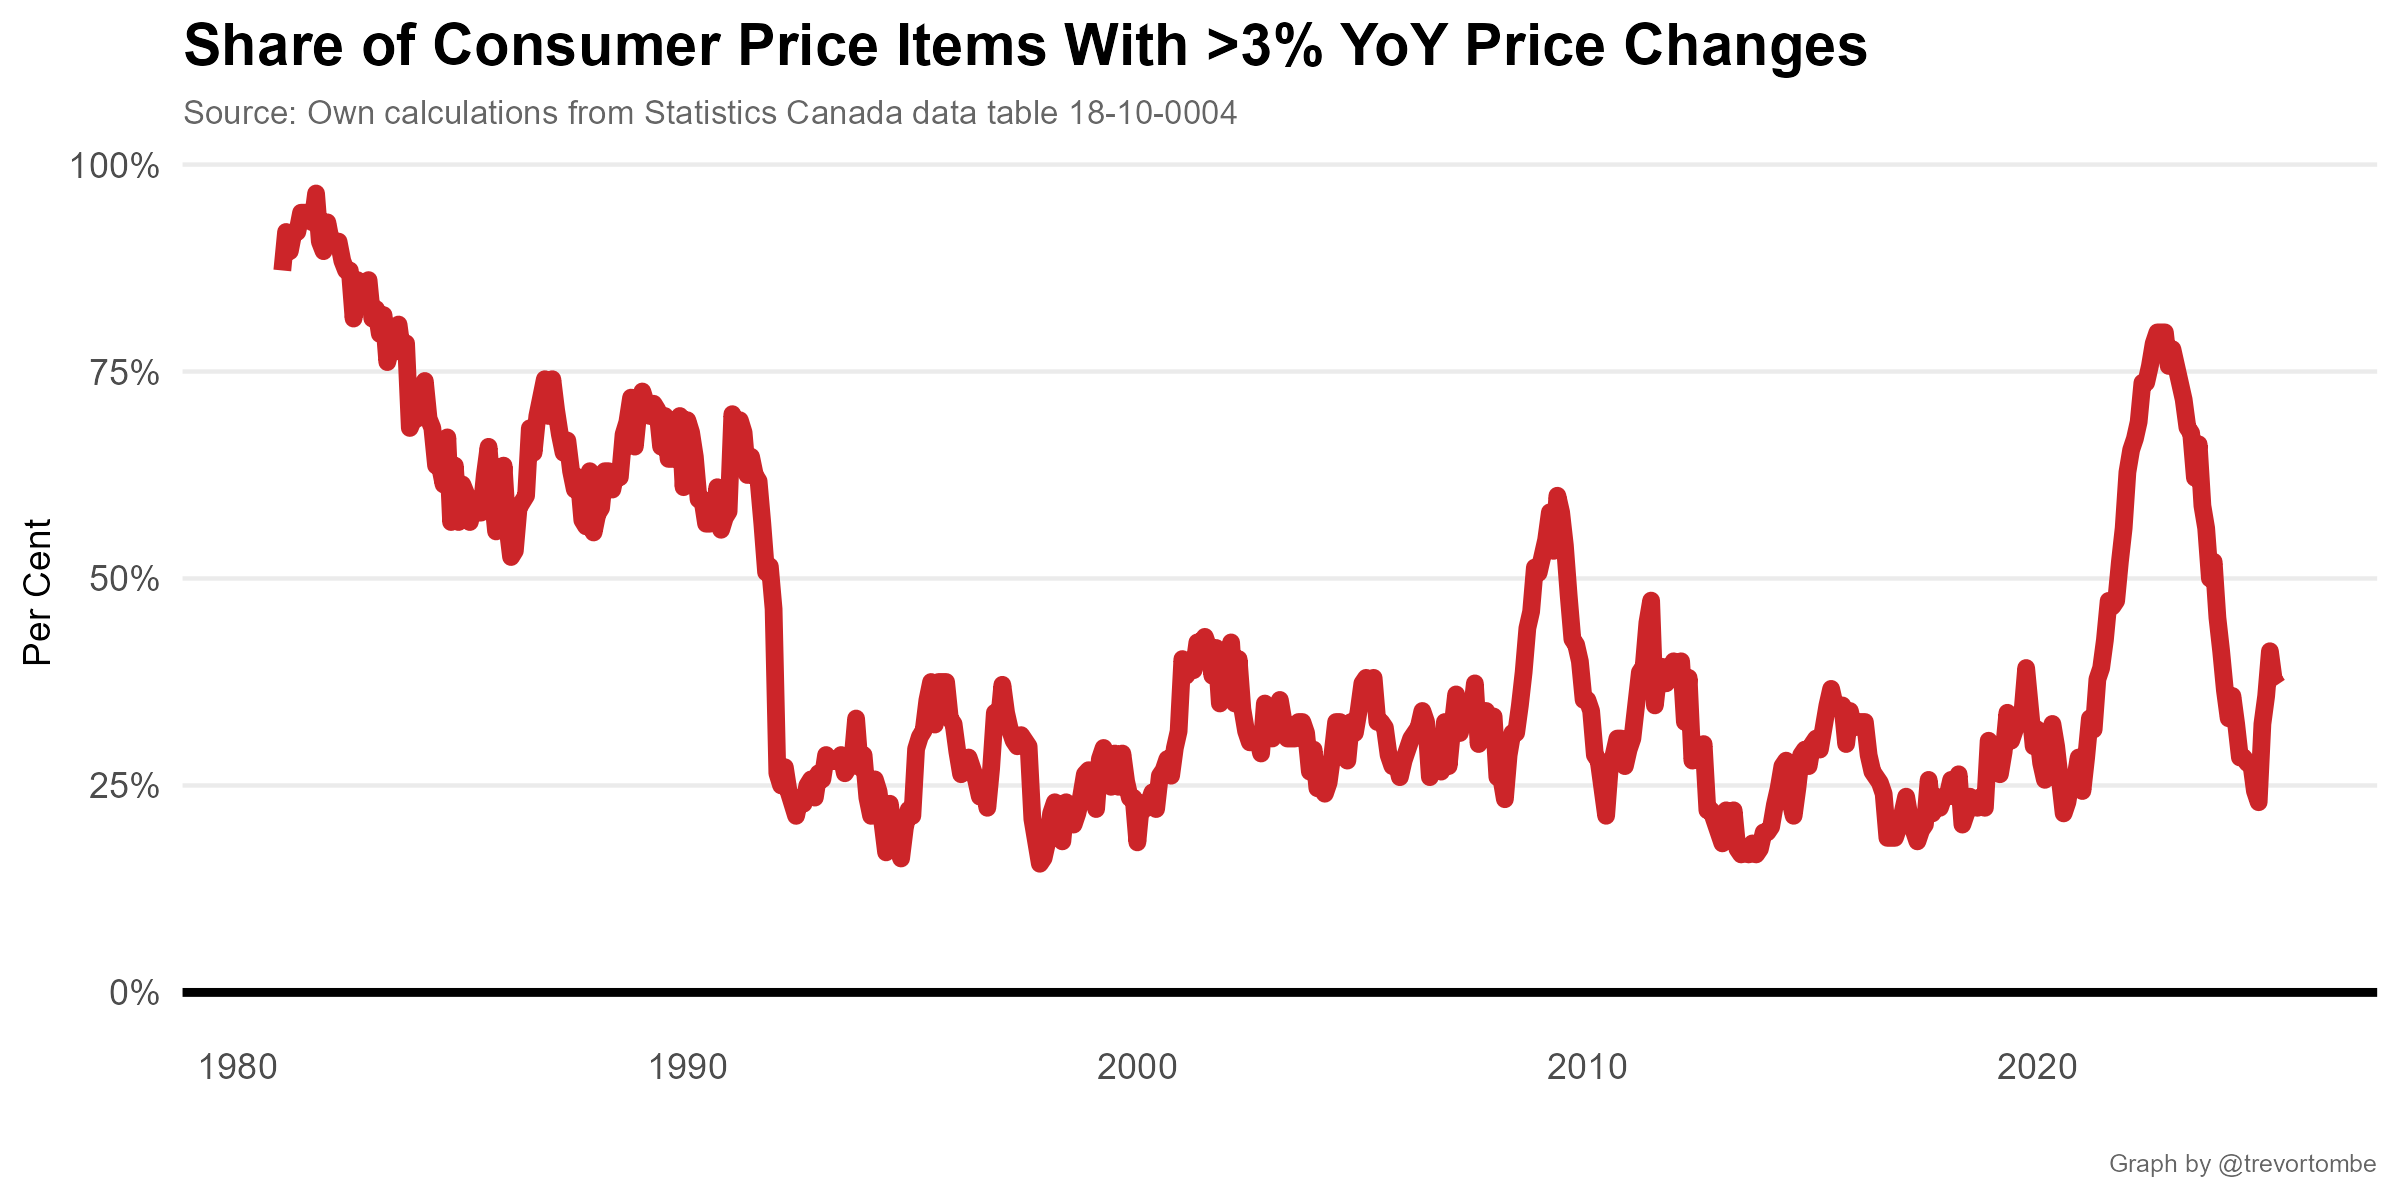 Share of Consumer Price Items With >3% YoY Price Changes
Source: Own calculations from Statistics Canada data table 18-10-0004
Per Cent
100%
75%
50%
25%
0%
1980
1990
2000
2010
2020
Graph by @trevortombe